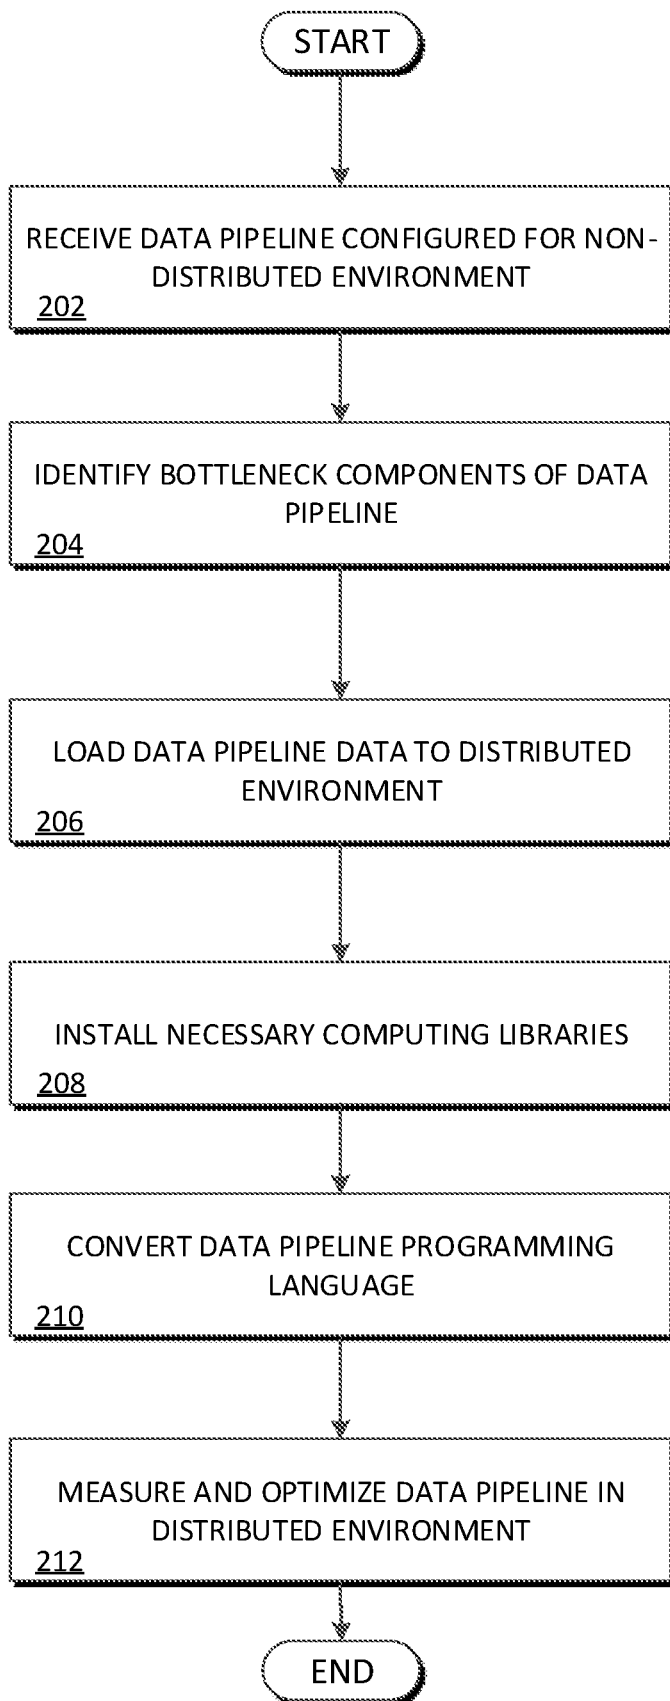 START
RECEIVE DATA PIPELINE CONFIGURED FOR NON-
DISTRIBUTED ENVIRONMENT
202
IDENTIFY BOTTLENECK COMPONENTS OF DATA
PIPELINE
204
LOAD DATA PIPELINE DATA TO DISTRIBUTED
ENVIRONMENT
206
INSTALL NECESSARY COMPUTING LIBRARIES
208
CONVERT DATA PIPELINE PROGRAMMING
LANGUAGE
210
MEASURE AND OPTIMIZE DATA PIPELINE IN
DISTRIBUTED ENVIRONMENT
212
END